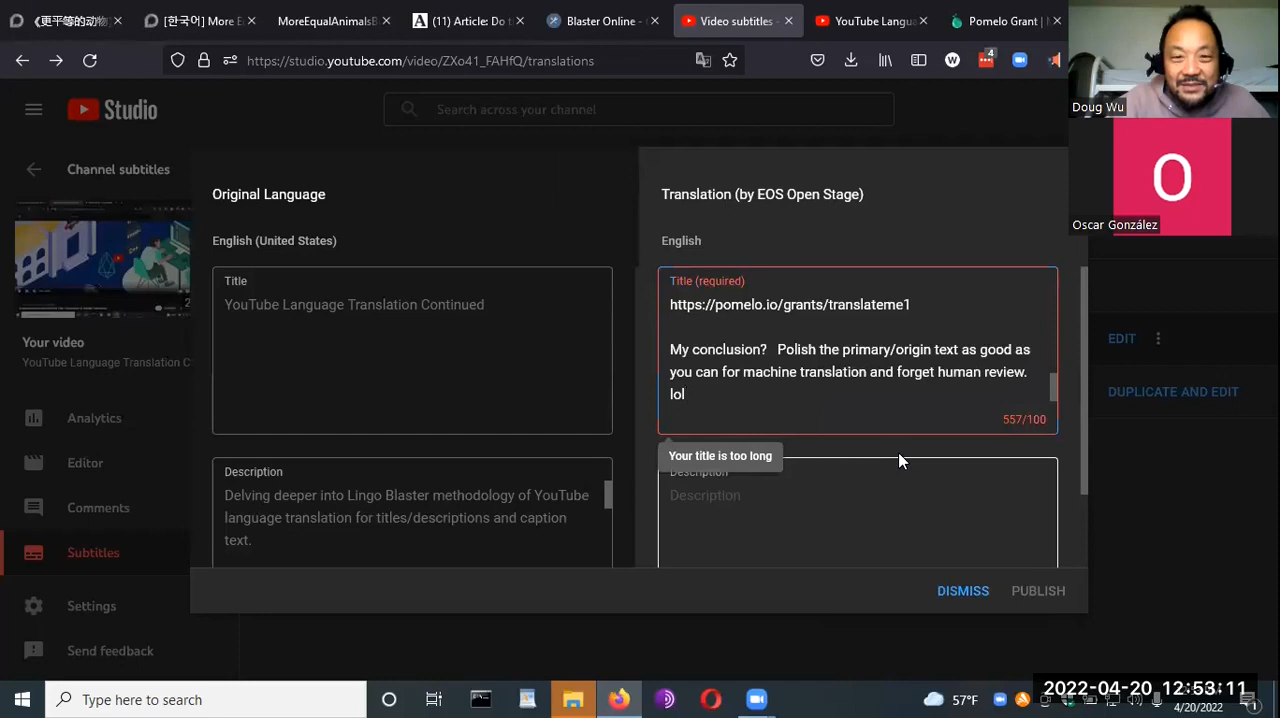 《更平等的动物
[한국어] More E
MoreEqualAnimalsB
(11) Article: Do t
Blaster Online -
Video subtitles -
YouTube Langua
Pomelo Grant | M
https://studio.youtube.com/video/ZXo41_FAPIQ/translations
W
4
Studio
Search across your channel
Doug Wu
O
Oscar González
Channel subtitles
Your video
YouTube Language Translation C
Analytics
Editor
Comments
Subtitles
Settings
Send feedback
Original Language
English (United States)
Title
YouTube Language Translation Continued
Description
Delving deeper into Lingo Blaster methodology of YouTube
language translation for titles/descriptions and caption
text.
Translation (by EOS Open Stage)
English
Title (required)
https://pomelo.io/grants/translateme1
My conclusion? Polish the primary/origin text as good as
you can for machine translation and forget human review.
lol
557/100
Your title is too long
Description
Description
DISMISS
PUBLISH
EDIT
DUPLICATE AND EDIT
Type here to search
57°F
2022-04-20 12:53:11
4/20/2022
1